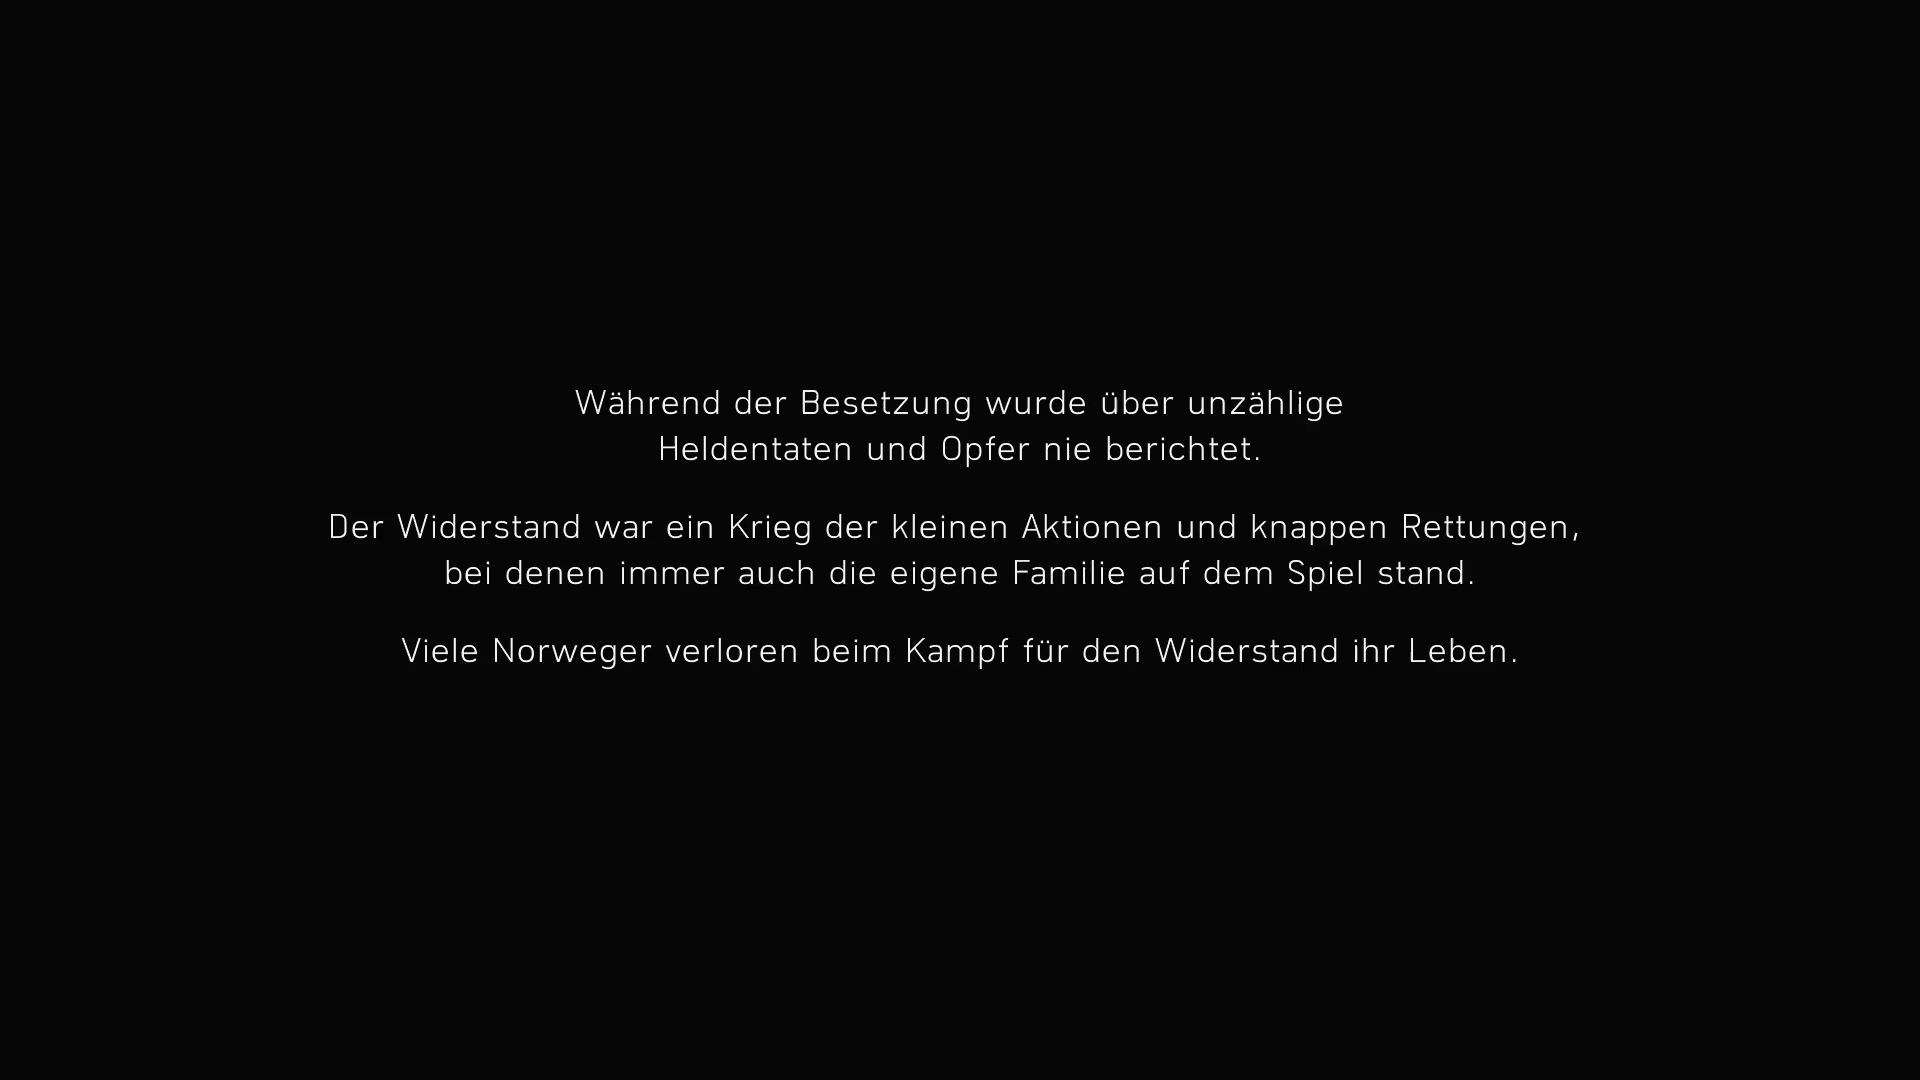 Während der Besetzung wurde über unzählige
Heldentaten und Opfer nie berichtet.
Der Widerstand war ein Krieg der kleinen Aktionen und knappen Rettungen,
bei denen immer auch die eigene Familie auf dem Spiel stand.
Viele Norweger verloren beim Kampf für den Widerstand ihr Leben.